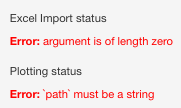 Excel Import status
Error: argument is of length zero
Plotting status
Error: `path` must be a string